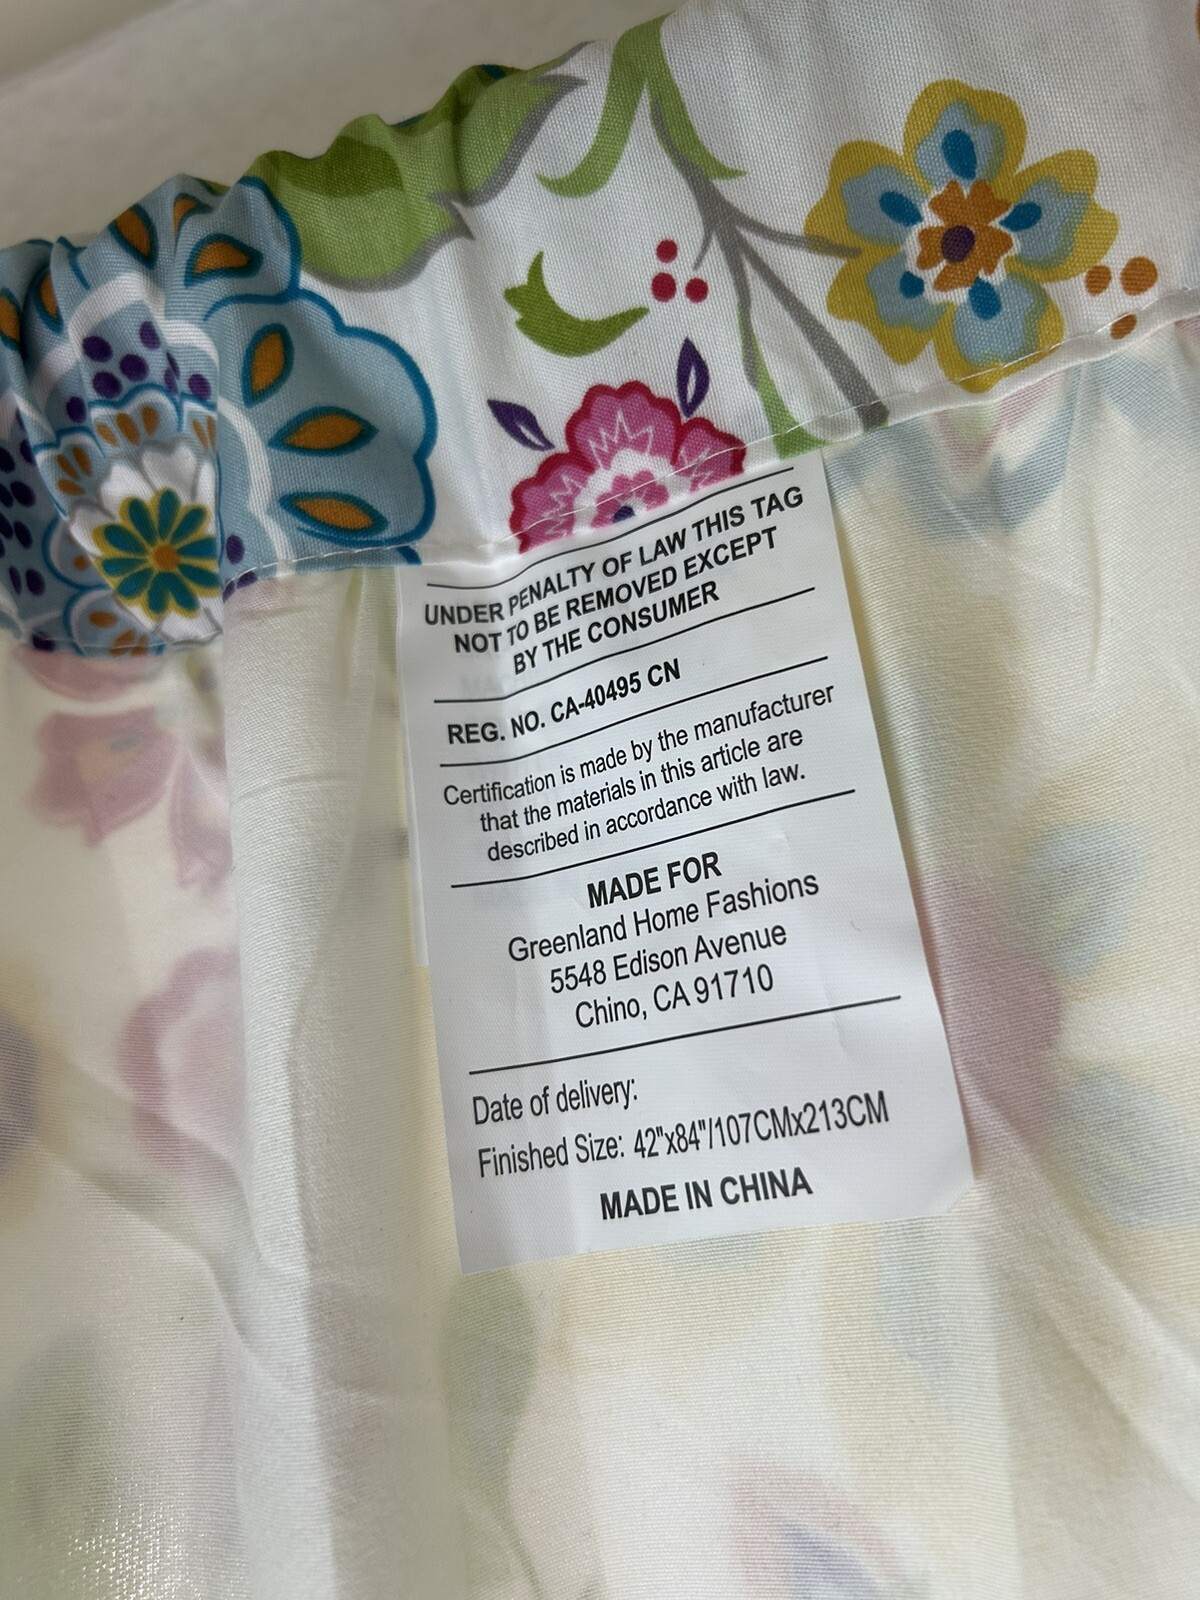 UNDER PENALTY OF LAW THIS TAG
NOT TO BE REMOVED EXCEPT
BY THE CONSUMER
REG. NO. CA-40495 CN
Certification is made by the manufacturer
that the materials in this article are
described in accordance with law.
MADE FOR
Greenland Home Fashions
5548 Edison Avenue
Chino, CA 91710
Date of delivery:
Finished Size: 42"x84"/107CMx213CM
MADE IN CHINA